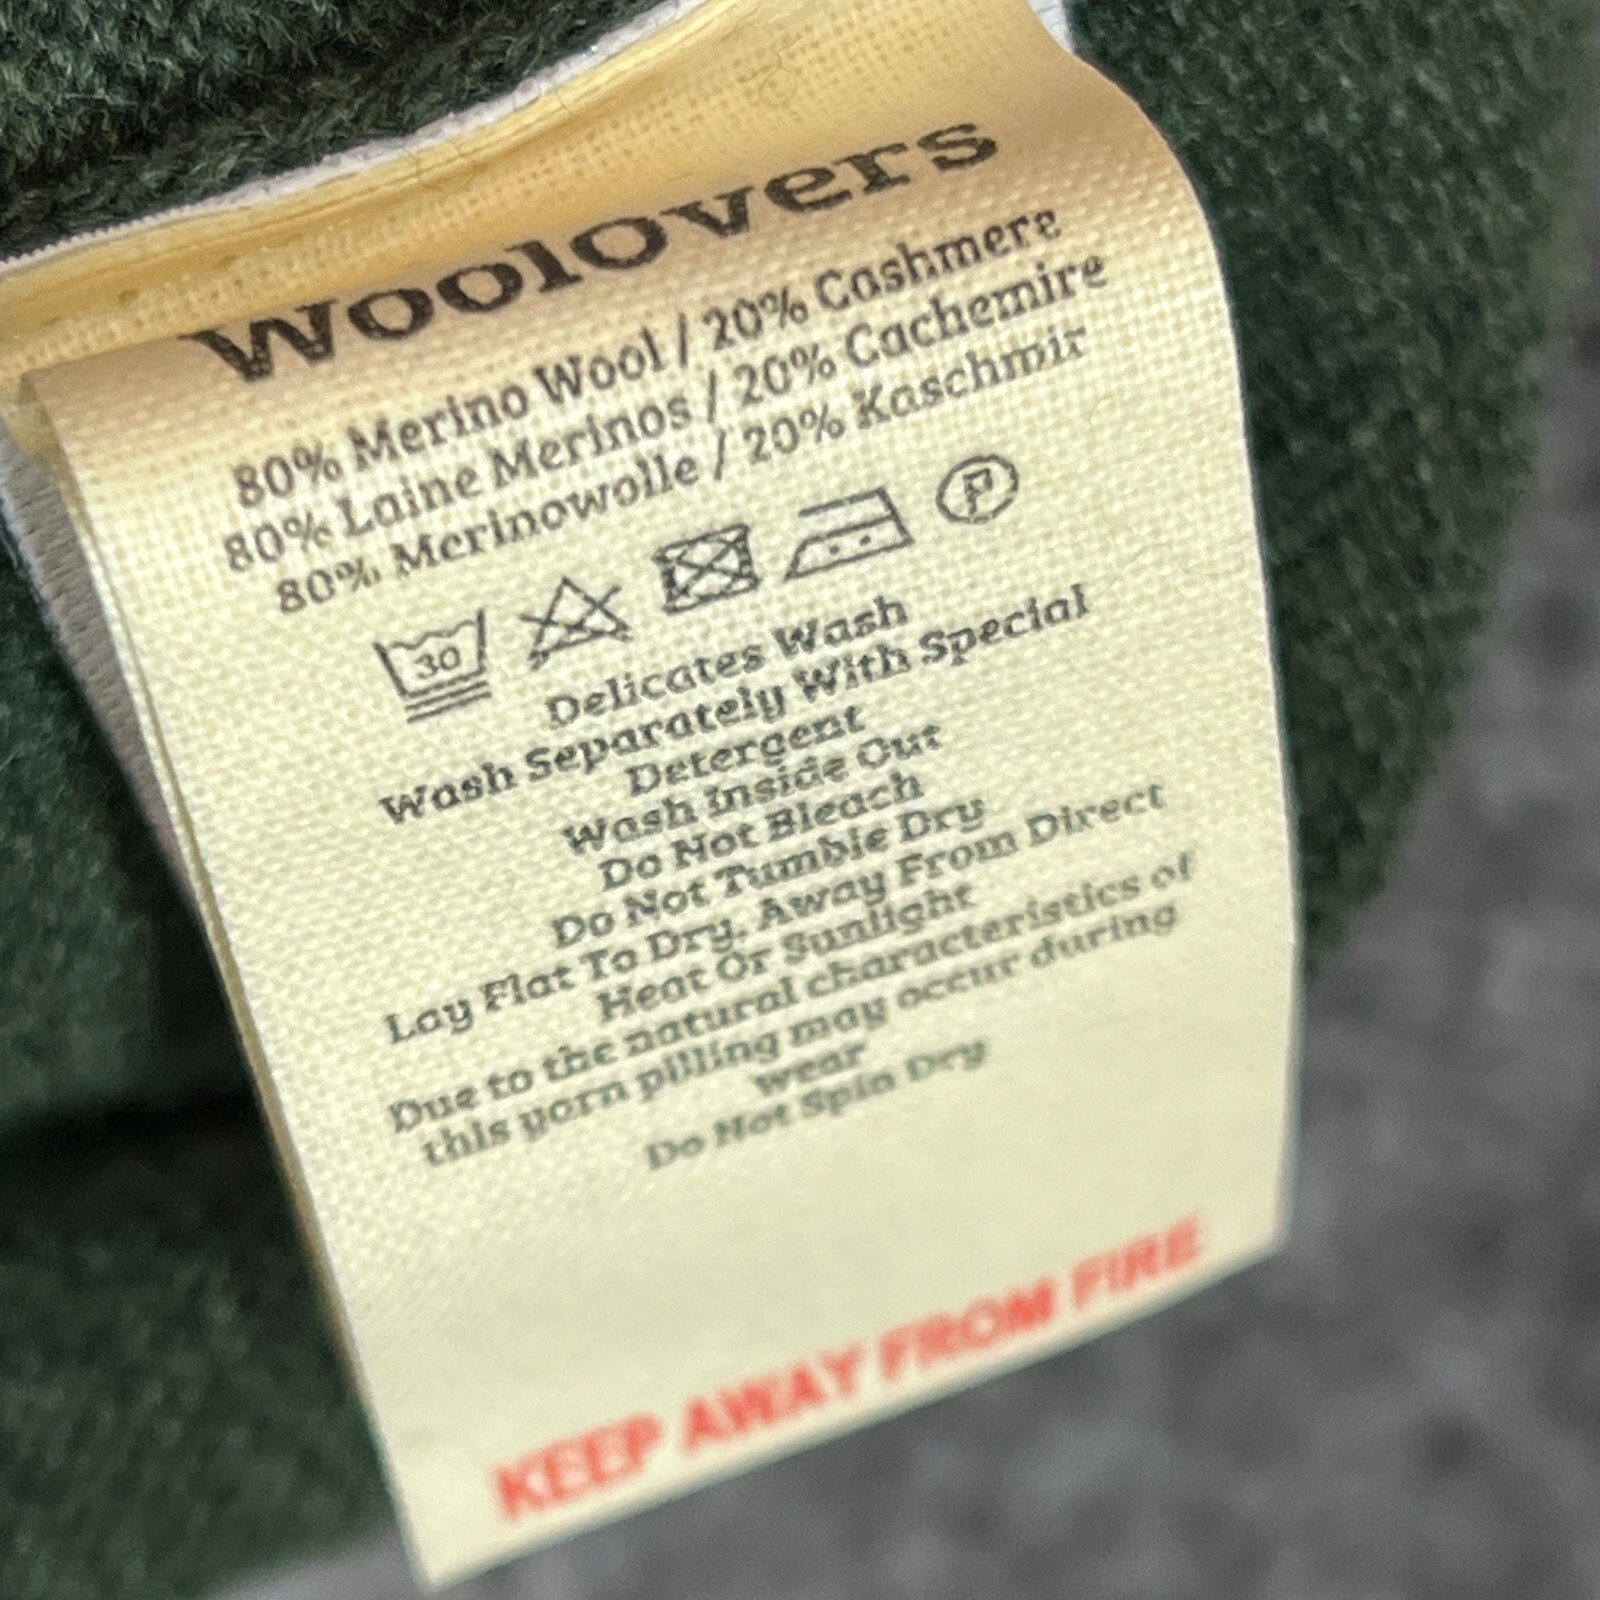 Woolovers
80% Merino Wool / 20% Cashmere
80% Laine Merinos / 20% Cachemire
80% Merinowolle / 20% Kaschmir
30
P
Delicates Wash
Wash Separately With Special
Detergent
Wash Inside Out
Do Not Bleach
Do Not Tumble Dry
Lay Flat To Dry, Away From Direct
Heat Or Sunlight
Due to the natural characteristics of
this yarn pilling may occur during
wear
Do Not Spin Dry
KEEP AWAY FROM FIRE